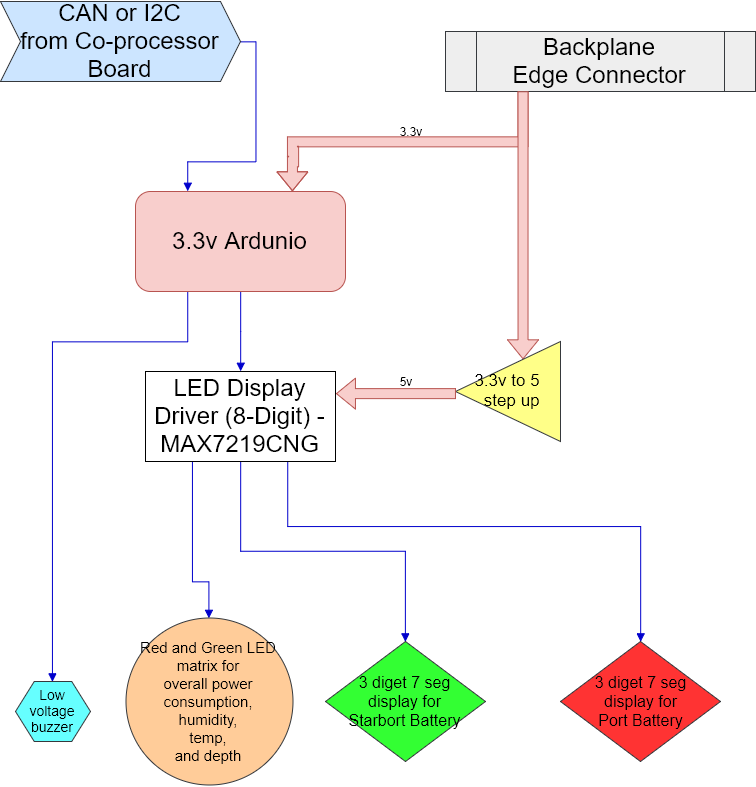 CAN or I2C
from Co-processor
Board
Backplane
Edge Connector
3.3v
3.3v Ardunio
3.3v to 5
step up
5v
LED Display
Driver (8-Digit) -
MAX7219CNG
Red and Green LED
matrix for
overall power
consumption,
humidity,
temp,
and depth
3 diget 7 seg
display for
Starbort Battery
3 diget 7 seg
display for
Port Battery
Low
voltage
buzzer